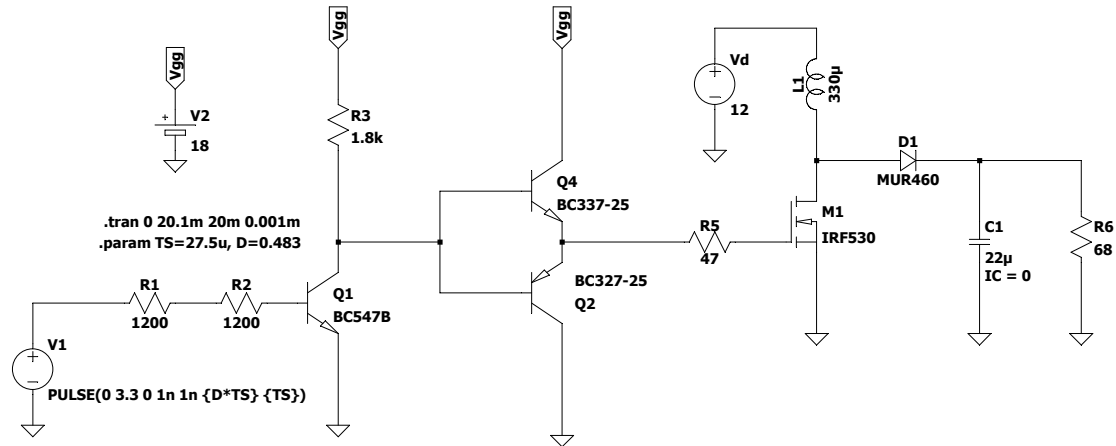 Vgg
Vgg
Vgg
V2
18
R3
1.8k
Vd
12
L1
330µ
D1
MUR460
Q4
BC337-25
R5
47
M1
IRF530
C1
22µ
IC = 0
R6
68
.tran 0 20.1m 20m 0.001m
.param TS=27.5u, D=0.483
BC327-25
Q2
R1
1200
R2
1200
Q1
BC547B
V1
PULSE(0 3.3 0 1n 1n {D*TS} {TS})